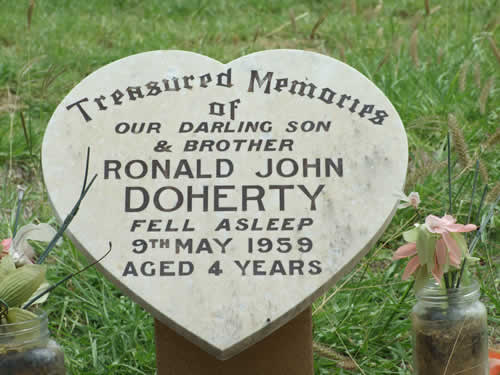 Treasured Memories
of
OUR DARLING SON
& BROTHER
RONALD JOHN
DOHERTY
FELL ASLEEP
9TH MAY 1959
AGED 4 YEARS